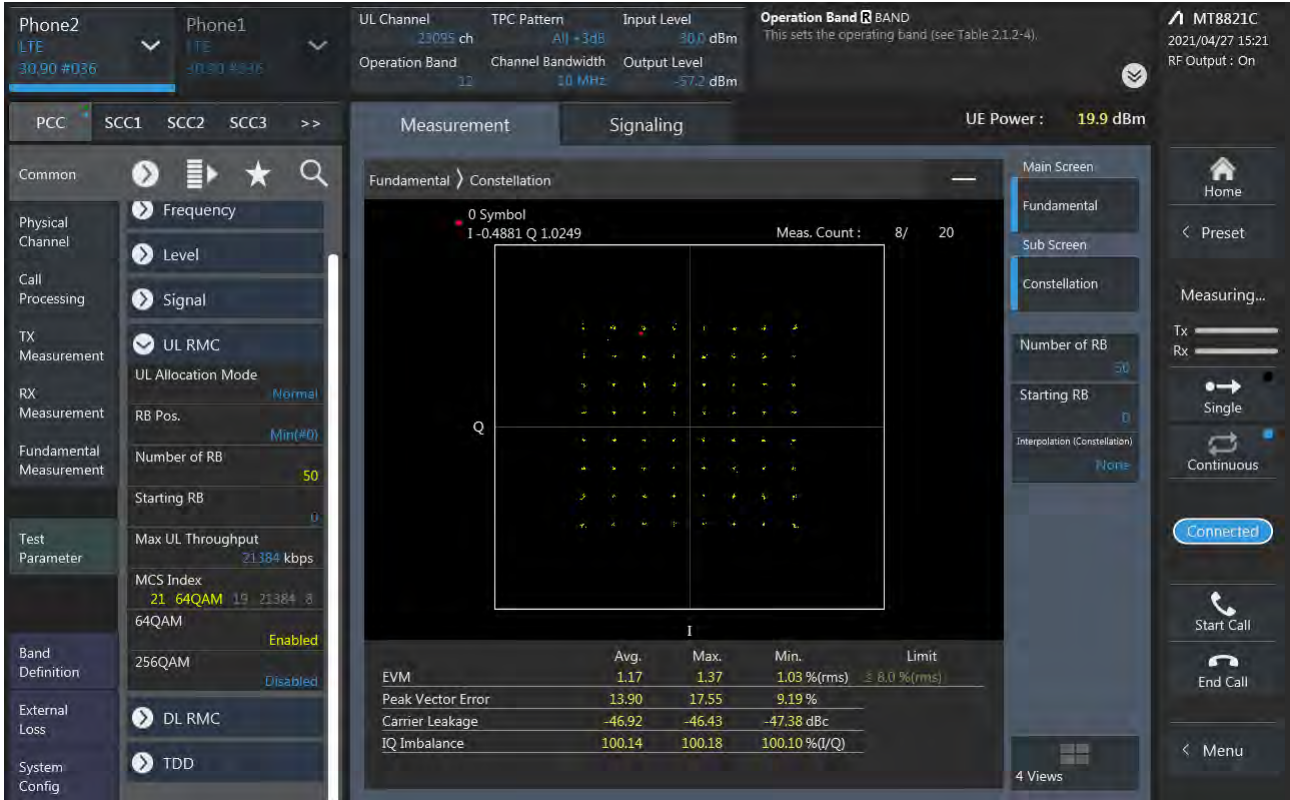 Phone2
LTE
30.90 #036
Phone1
LTE
30.90 #036
UL Channel
23095 ch
TPC Pattern
All +3dB
Input Level
30.0 dBm
Operation Band
12
Channel Bandwidth
10 MHz
Output Level
-57.2 dBm
Operation Band R BAND
This sets the operating band (see Table 2.1.2-4).
MT8821C
2021/04/27 15:21
RF Output : On
PCC SCC1 SCC2 SCC3 >>
Measurement
Signaling
UE Power : 19.9 dBm
Common
Physical
Channel
Call
Processing
TX
Measurement
RX
Measurement
Fundamental
Measurement
Test
Parameter
Band
Definition
External
Loss
System
Config
Frequency
Level
Signal
UL RMC
UL Allocation Mode
Normal
RB Pos.
Min(#0)
Number of RB
50
Starting RB
0
Max UL Throughput
21384 kbps
MCS Index
21 64QAM 19 21384 8
64QAM
Enabled
256QAM
Disabled
DL RMC
TDD
Fundamental > Constellation
0 Symbol
I -0.4881 Q 1.0249
Meas. Count : 8/ 20
Q
I
Avg. Max. Min. Limit
EVM 1.17 1.37 1.03 %(rms) ≤ 8.0 %(rms)
Peak Vector Error 13.90 17.55 9.19 %
Carrier Leakage -46.92 -46.43 -47.38 dBc
IQ Imbalance 100.14 100.18 100.10 %(I/Q)
Main Screen
Fundamental
Sub Screen
Constellation
Number of RB
50
Starting RB
0
Interpolation (Constellation)
None
4 Views
Home
< Preset
Measuring...
Tx
Rx
Single
Continuous
Connected
Start Call
End Call
< Menu